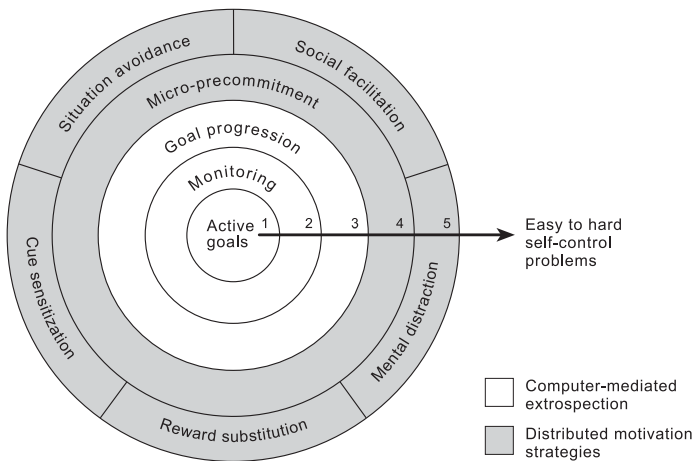 Situation avoidance
Social facilitation
Micro-precommitment
Goal progression
Monitoring
Active
goals
1
2
3
4
5
Easy to hard
self-control
problems
Cue sensitization
Mental distraction
Reward substitution
Computer-mediated
extrospection
Distributed motivation
strategies